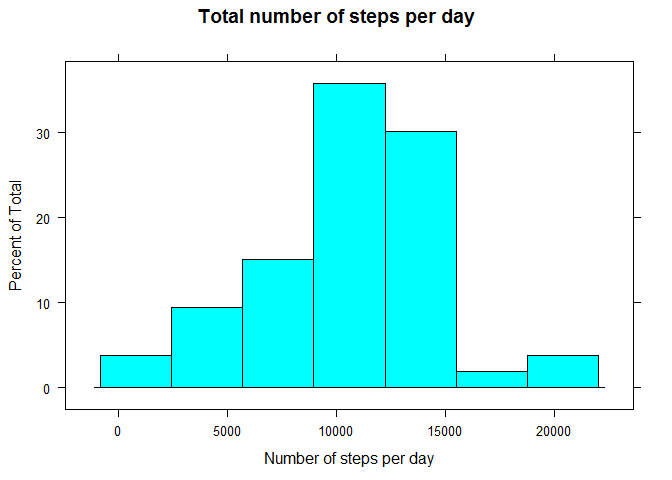 Total number of steps per day
Percent of Total
30
20
10
0
0 5000 10000 15000 20000
Number of steps per day